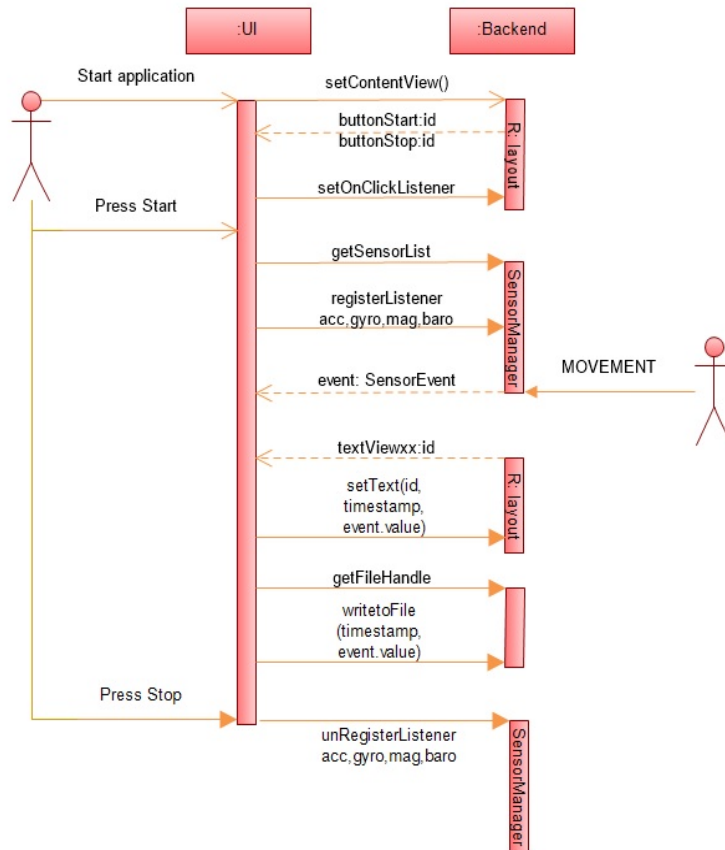 :UI
:Backend
Start application
setContentView()
buttonStart:id
buttonStop:id
R: layout
setOnClickListener
Press Start
getSensorList
registerListener
acc,gyro,mag,baro
SensorManager
MOVEMENT
event: SensorEvent
textViewxx:id
setText(id,
timestamp,
event.value)
R: layout
getFileHandle
writetoFile
(timestamp,
event.value)
Press Stop
unRegisterListener
acc,gyro,mag,baro
SensorManager